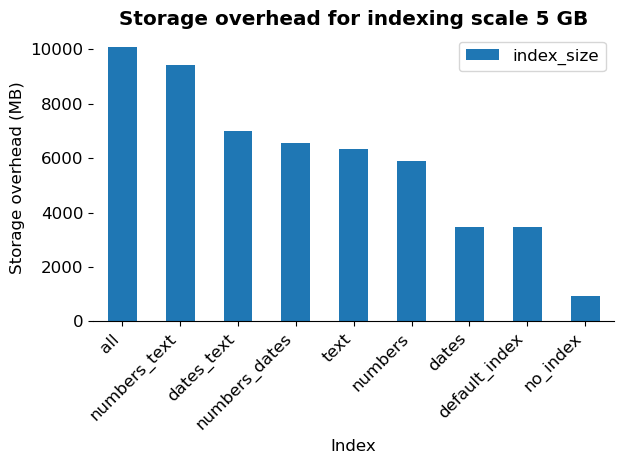 Storage overhead for indexing scale 5 GB
index_size
Storage overhead (MB)
10000
8000
6000
4000
2000
0
all
numbers_text
dates_text
numbers_dates
text
numbers
dates
default_index
no_index
Index